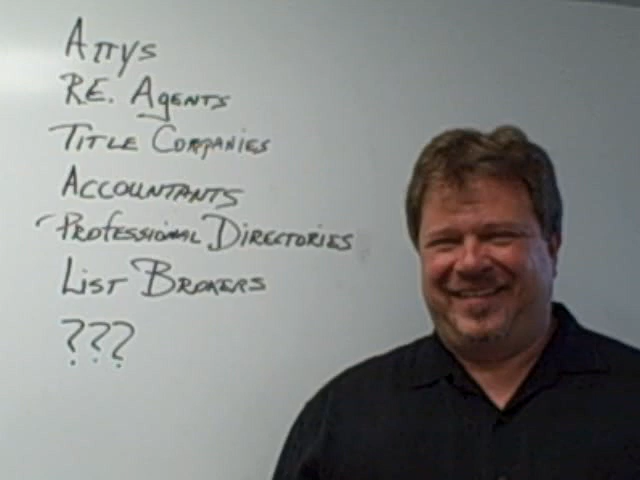 Attys
R.E. Agents
Title Companies
Accountants
Professional Directories
List Brokers
???